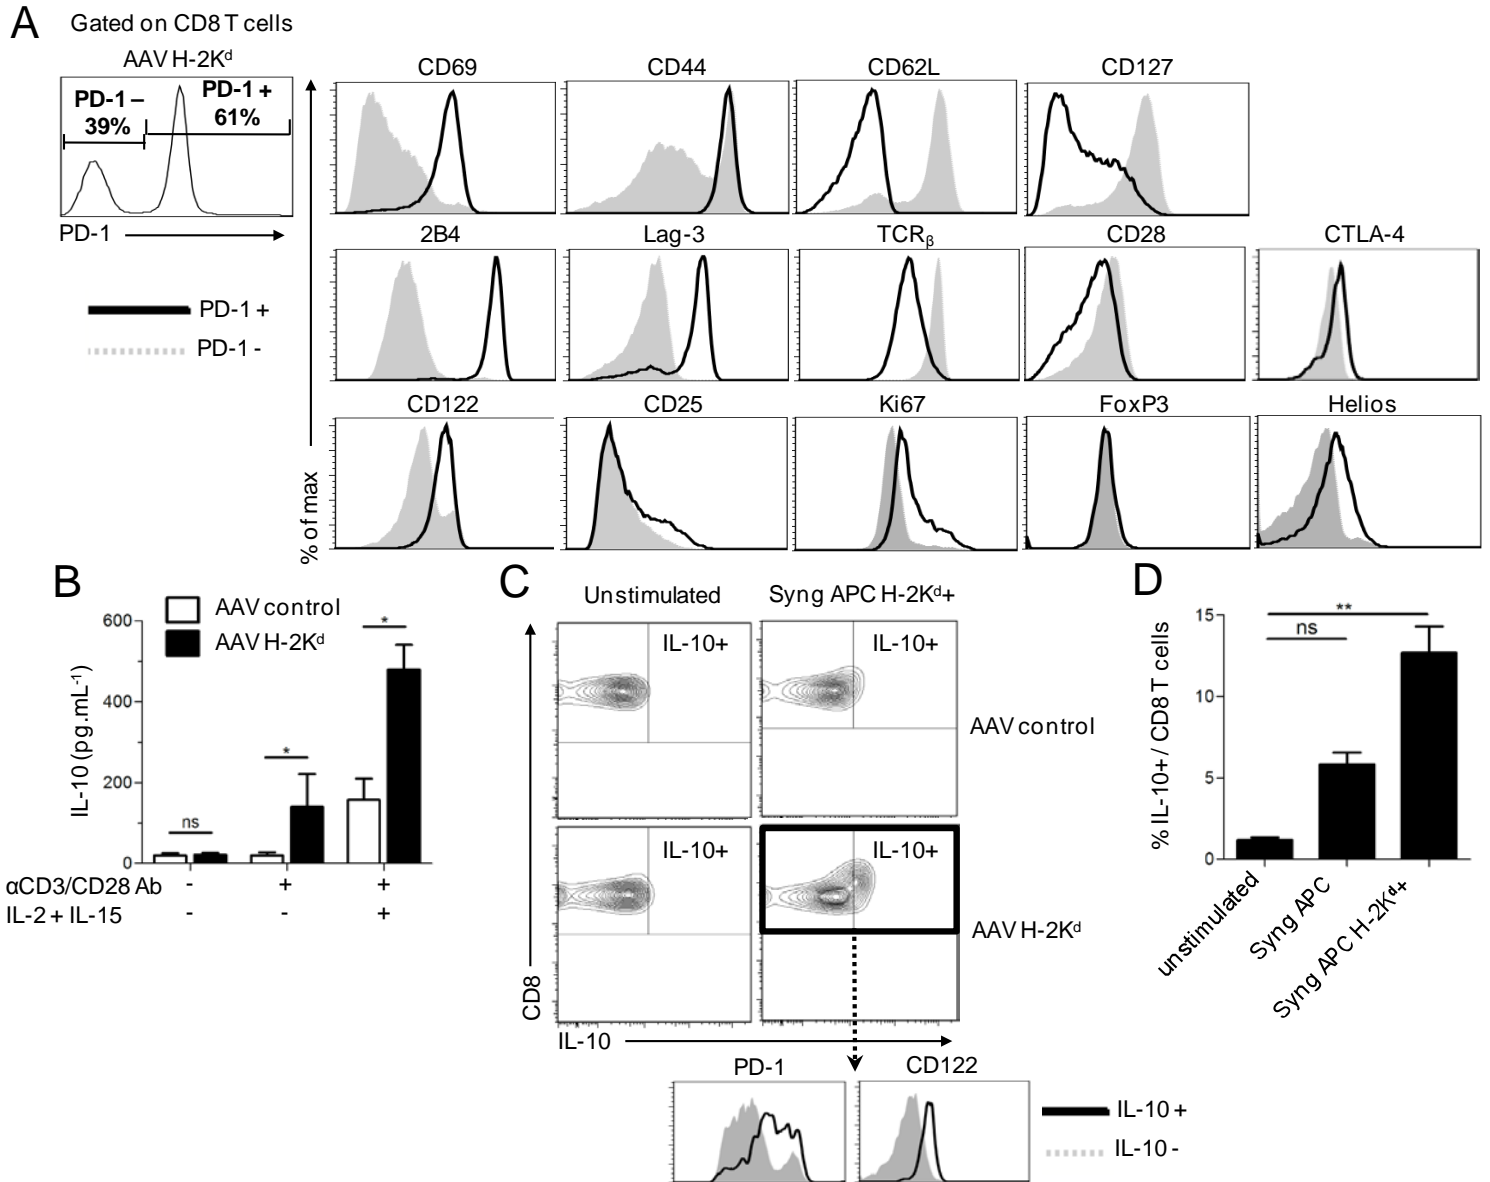 A
Gated on CD8 T cells
AAV H-2Kᵈ
PD-1 –
39%
PD-1 +
61%
PD-1
PD-1 +
PD-1 -
CD69
CD44
CD62L
CD127
2B4
Lag-3
TCRβ
CD28
CTLA-4
CD122
CD25
Ki67
FoxP3
Helios
% of max
B
AAV control
AAV H-2Kᵈ
IL-10 (pg.mL⁻¹)
600
400
200
0
ns
*
*
αCD3/CD28 Ab - + +
IL-2 + IL-15 - - +
C
Unstimulated
Syng APC H-2Kᵈ+
IL-10+
IL-10+
AAV control
IL-10+
IL-10+
AAV H-2Kᵈ
CD8
IL-10
PD-1
CD122
IL-10 +
IL-10 -
D
% IL-10+ / CD8 T cells
15
10
5
0
**
ns
unstimulated
Syng APC
Syng APC H-2Kᵈ+